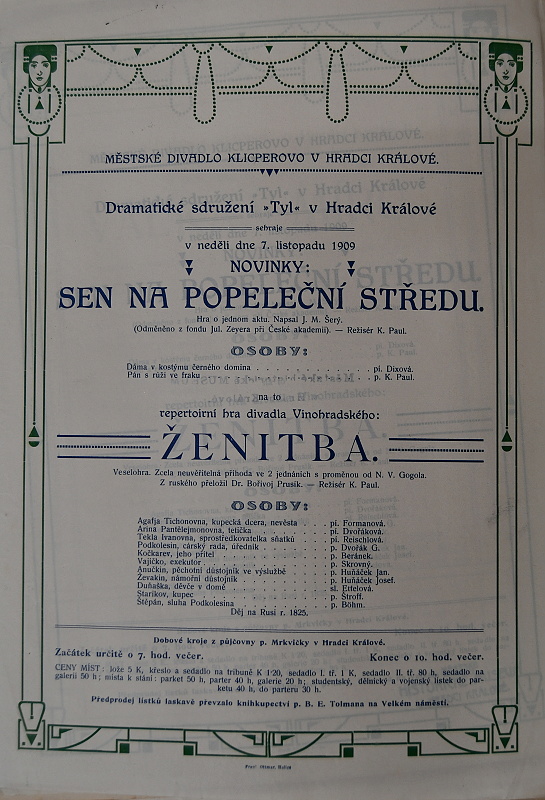 MĚSTSKÉ DIVADLO KLICPEROVO V HRADCI KRÁLOVÉ.
Dramatické sdružení »Tyl« v Hradci Králové
sehraje
v neděli dne 7. listopadu 1909
NOVINKY:
SEN NA POPELEČNÍ STŘEDU.
Hra o jednom aktu. Napsal J. M. Šerý.
(Odměněno z fondu Jul. Zeyera při České akademii). — Režisér K. Paul.
OSOBY:
Dáma v kostýmu černého domina . . . . . . . . . . . . . . . pí. Dixová.
Pán s růží ve fraku . . . . . . . . . . . . . . . . . . . . . . p. K. Paul.
na to
repertoirní hra divadla Vinohradského:
ŽENITBA.
Veselohra. Zcela neuvěřitelná příhoda ve 2 jednáních s proměnou od N. V. Gogola.
Z ruského přeložil Dr. Bořivoj Prusík. — Režisér K. Paul.
OSOBY:
Agafja Tichonovna, kupecká dcera, nevěsta . . . pí. Formanová.
Arina Pantělejmonovna, tetička . . . . . . . . . pí. Dvořáková.
Tekla Ivanovna, sprostředkovatelka sňatků . . . pí. Reischlová.
Podkolesin, cárský rada, úředník . . . . . . . . p. Dvořák G.
Kočkarev, jeho přítel . . . . . . . . . . . . . p. Beránek.
Vajíčko, exekutor . . . . . . . . . . . . . . . p. Skrovný.
Anučkin, pěchotní důstojník ve výslužbě . . . . p. Huňáček Jan.
Ževakin, námořní důstojník . . . . . . . . . . p. Huňáček Josef.
Duňaška, děvče v domě . . . . . . . . . . . . sl. Ettelová.
Starikov, kupec . . . . . . . . . . . . . . . p. Štroff.
Štěpán, sluha Podkolesina . . . . . . . . . . p. Böhm.
Děj na Rusi r. 1825.
Dobové kroje z půjčovny p. Mrkvičky v Hradci Králové.
Začátek určitě o 7. hod. večer. Konec o 10. hod. večer.
CENY MÍST: lože 5 K, křeslo a sedadlo na tribuně K 1·20, sedadlo I. tř. 1 K, sedadlo II. tř. 80 h, sedadlo na
galerii 50 h; místa k stání: parket 50 h, parter 40 h, galerie 20 h; studentský, dělnický a vojenský lístek do par-
ketu 40 h, do parteru 30 h.
Předprodej lístků laskavě převzalo knihkupectví p. B. E. Tolmana na Velkém náměstí.